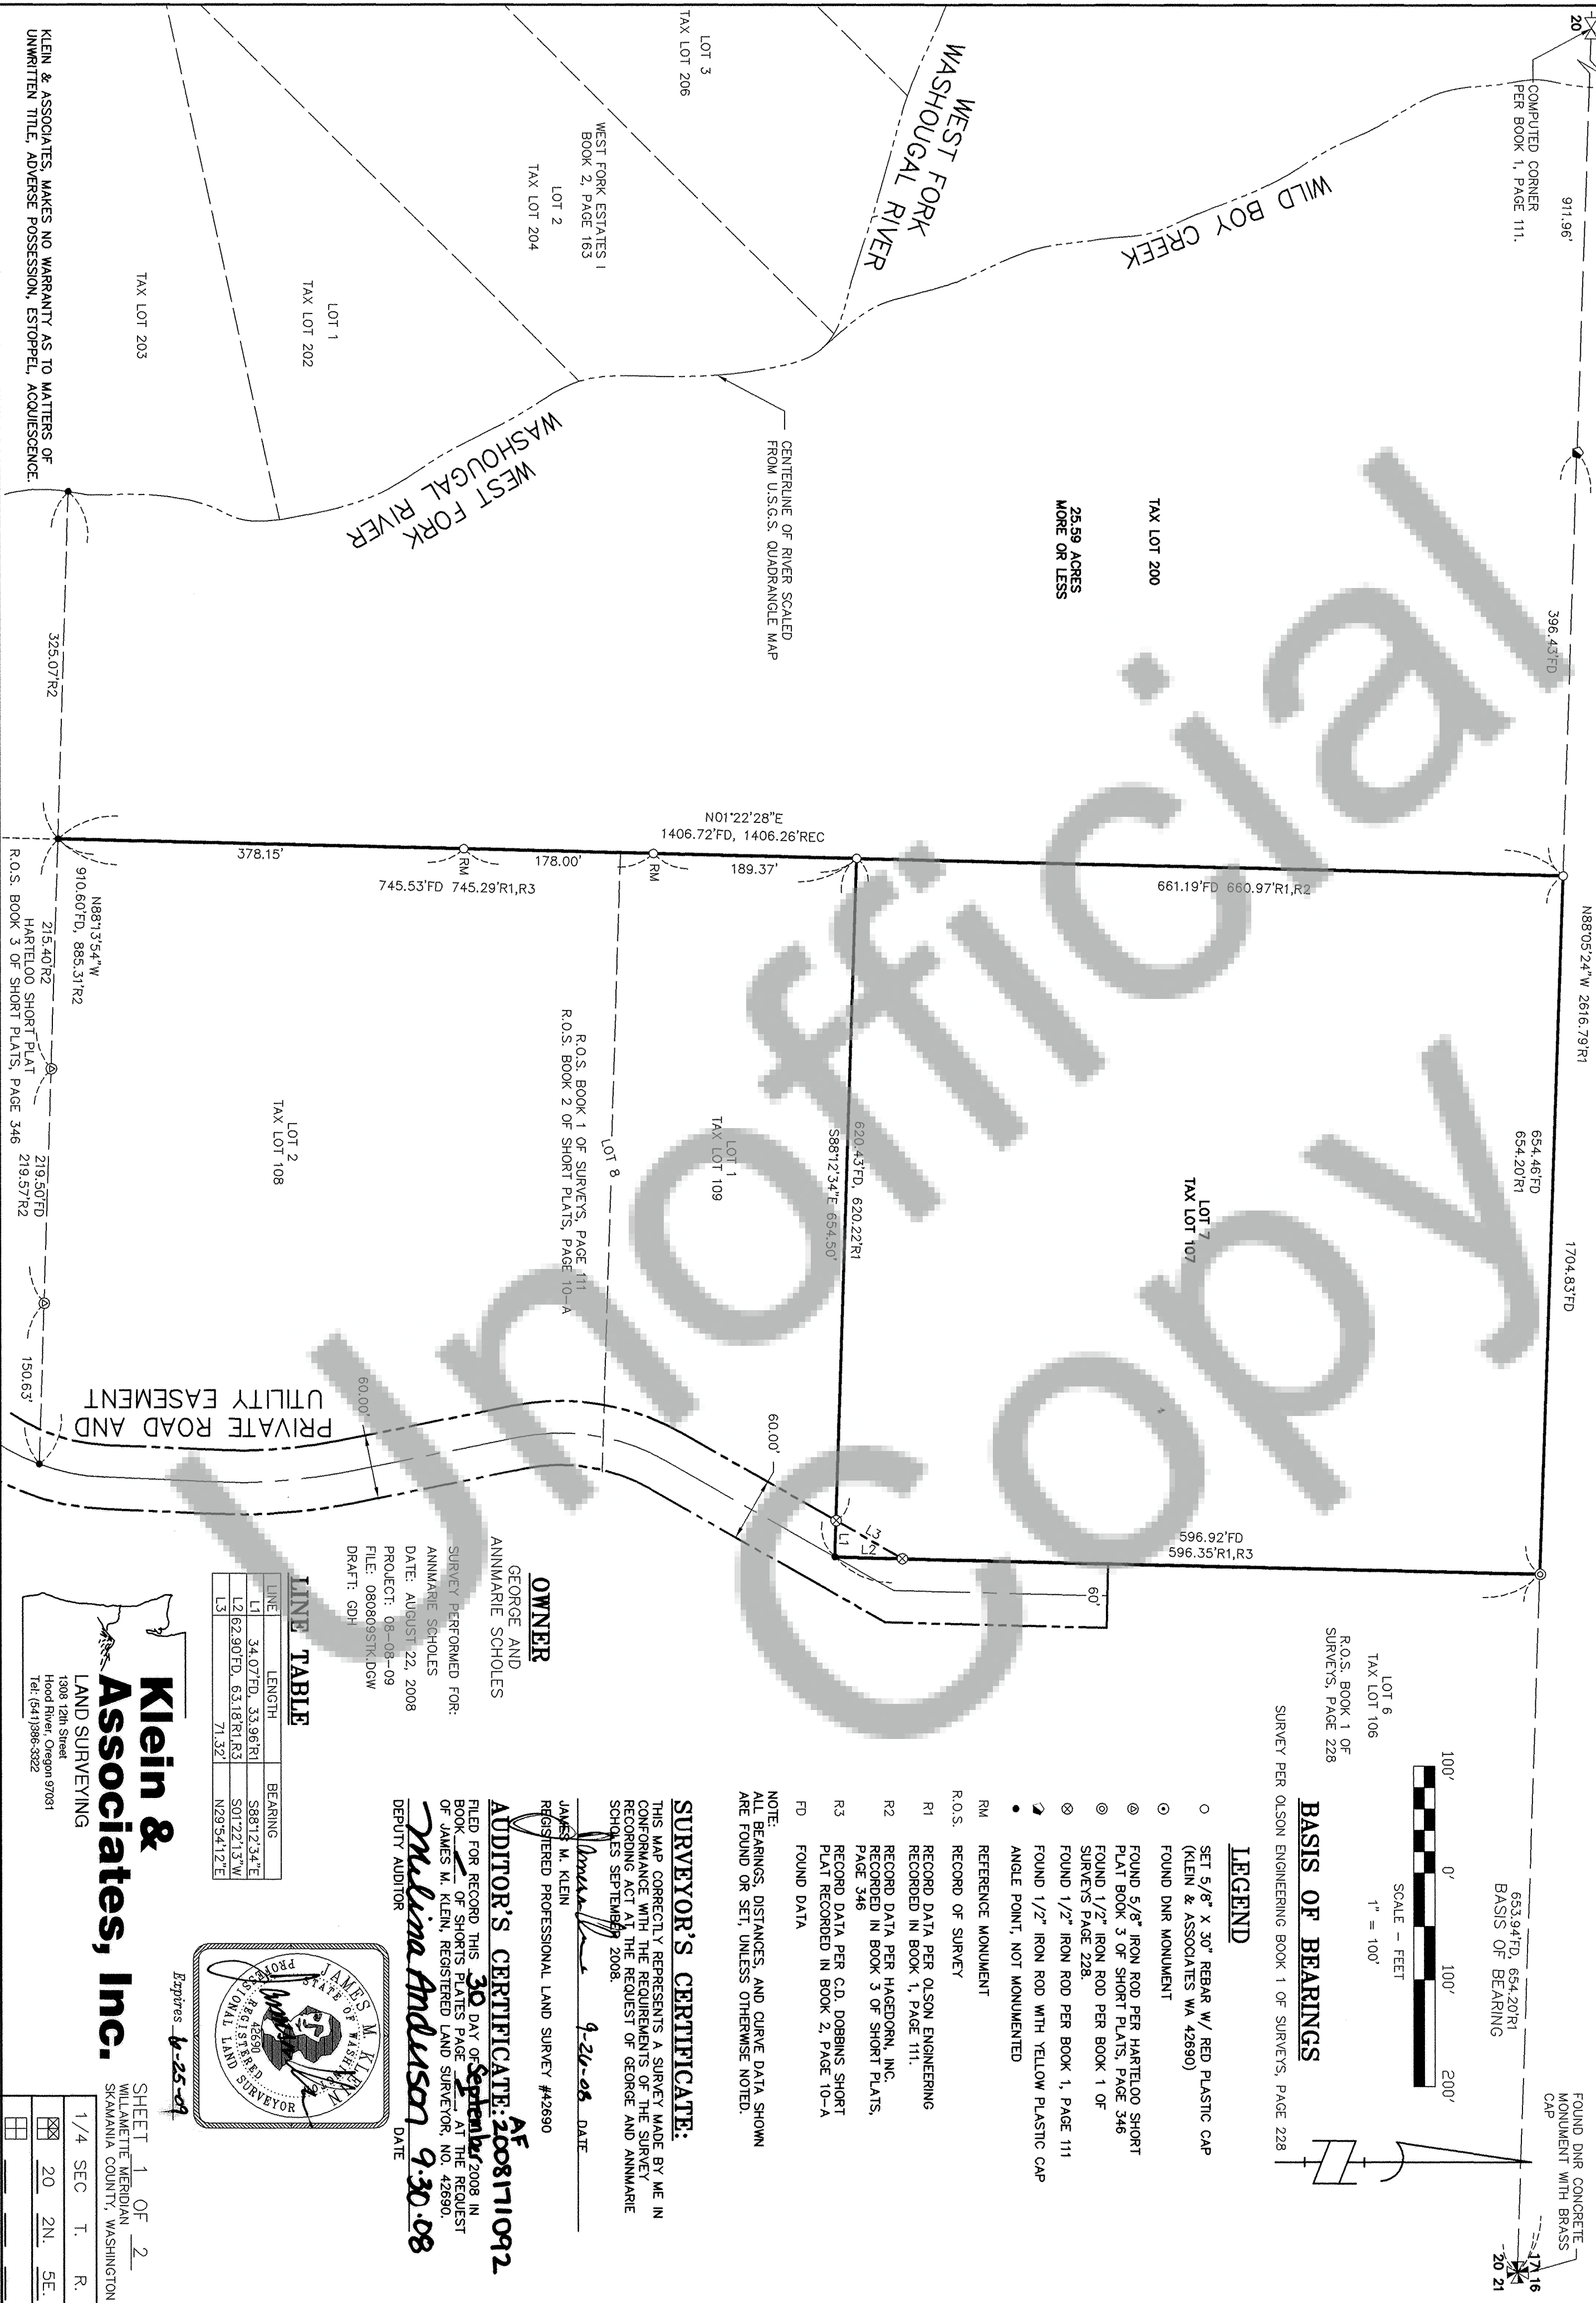 20
COMPUTED CORNER
PER BOOK 1, PAGE 111.
911.96'
396.43'FD
N88°05'24"W 2616.79'R1
654.46'FD
654.20'R1
1704.83'FD
653.94'FD, 654.20'R1
BASIS OF BEARING
FOUND DNR CONCRETE
MONUMENT WITH BRASS
CAP
17 16
20 21
WILD BOY CREEK
WEST FORK
WASHOUGAL RIVER
LOT 3
TAX LOT 206
WEST FORK ESTATES I
BOOK 2, PAGE 163
LOT 2
TAX LOT 204
LOT 1
TAX LOT 202
TAX LOT 203
WEST FORK
WASHOUGAL RIVER
CENTERLINE OF RIVER SCALED
FROM U.S.G.S. QUADRANGLE MAP
TAX LOT 200
25.59 ACRES
MORE OR LESS
KLEIN & ASSOCIATES, MAKES NO WARRANTY AS TO MATTERS OF
UNWRITTEN TITLE, ADVERSE POSSESSION, ESTOPPEL, ACQUIESCENCE.
325.07'R2
N01°22'28"E
1406.72'FD, 1406.26'REC
378.15'
RM
178.00'
RM
189.37'
745.53'FD 745.29'R1,R3
661.19'FD 660.97'R1,R2
N88°13'54"W
910.60'FD, 885.31'R2
215.40'R2
HARTELOO SHORT PLAT
R.O.S. BOOK 3 OF SHORT PLATS, PAGE 346
219.50'FD
219.57'R2
150.63'
LOT 2
TAX LOT 108
R.O.S. BOOK 1 OF SURVEYS, PAGE 111
R.O.S. BOOK 2 OF SHORT PLATS, PAGE 10-A
LOT 8
LOT 1
TAX LOT 109
620.43'FD, 620.22'R1
S88°12'34"E 654.50'
LOT 7
TAX LOT 107
PRIVATE ROAD AND
UTILITY EASEMENT
60.00'
60.00'
L1
L2
L3
60'
596.92'FD
596.35'R1,R3
LOT 6
TAX LOT 106
R.O.S. BOOK 1 OF
SURVEYS, PAGE 228
100' 0' 100' 200'
SCALE - FEET
1" = 100'
BASIS OF BEARINGS
SURVEY PER OLSON ENGINEERING BOOK 1 OF SURVEYS, PAGE 228
LEGEND
SET 5/8" X 30" REBAR W/ RED PLASTIC CAP
(KLEIN & ASSOCIATES WA 42690)
FOUND DNR MONUMENT
FOUND 5/8" IRON ROD PER HARTELOO SHORT
PLAT BOOK 3 OF SHORT PLATS, PAGE 346
FOUND 1/2" IRON ROD PER BOOK 1 OF
SURVEYS PAGE 228.
FOUND 1/2" IRON ROD PER BOOK 1, PAGE 111
FOUND 1/2" IRON ROD WITH YELLOW PLASTIC CAP
ANGLE POINT, NOT MONUMENTED
RM REFERENCE MONUMENT
R.O.S. RECORD OF SURVEY
R1 RECORD DATA PER OLSON ENGINEERING
RECORDED IN BOOK 1, PAGE 111.
R2 RECORD DATA PER HAGEDORN, INC.
RECORDED IN BOOK 3 OF SHORT PLATS,
PAGE 346
R3 RECORD DATA PER C.D. DOBBINS SHORT
PLAT RECORDED IN BOOK 2, PAGE 10-A
FD FOUND DATA
NOTE:
ALL BEARINGS, DISTANCES, AND CURVE DATA SHOWN
ARE FOUND OR SET, UNLESS OTHERWISE NOTED.
OWNER
GEORGE AND
ANNMARIE SCHOLES
SURVEY PERFORMED FOR:
ANNMARIE SCHOLES
DATE: AUGUST 22, 2008
PROJECT: 08-08-09
FILE: 080809STK.DGW
DRAFT: GDH
SURVEYOR'S CERTIFICATE:
THIS MAP CORRECTLY REPRESENTS A SURVEY MADE BY ME IN
CONFORMANCE WITH THE REQUIREMENTS OF THE SURVEY
RECORDING ACT AT THE REQUEST OF GEORGE AND ANNMARIE
SCHOLES SEPTEMBER 2008.
9-26-08 DATE
JAMES M. KLEIN
REGISTERED PROFESSIONAL LAND SURVEY #42690
AUDITOR'S CERTIFICATE: AF 2008171092
FILED FOR RECORD THIS 30 DAY OF September 2008 IN
BOOK OF SHORTS PLATES PAGE AT THE REQUEST
OF JAMES M. KLEIN, REGISTERED LAND SURVEYOR, NO. 42690.
Melina Anderson 9-30-08
DEPUTY AUDITOR DATE
LINE TABLE
LINE LENGTH BEARING
L1 34.07'FD, 33.96'R1 S88°12'34"E
L2 62.90'FD, 63.18'R1,R3 S01°22'13"W
L3 71.32' N29°54'12"E
Klein &
Associates, Inc.
LAND SURVEYING
1308 12th Street
Hood River, Oregon 97031
Tel: (541)386-3322
JAMES M. KLEIN
STATE OF WASHINGTON
42690
REGISTERED
PROFESSIONAL LAND SURVEYOR
Expires 6-25-09
SHEET 1 OF 2
WILLAMETTE MERIDIAN
SKAMANIA COUNTY, WASHINGTON
1/4 SEC T. R.
20 2N. 5E.
Unofficial
Copy